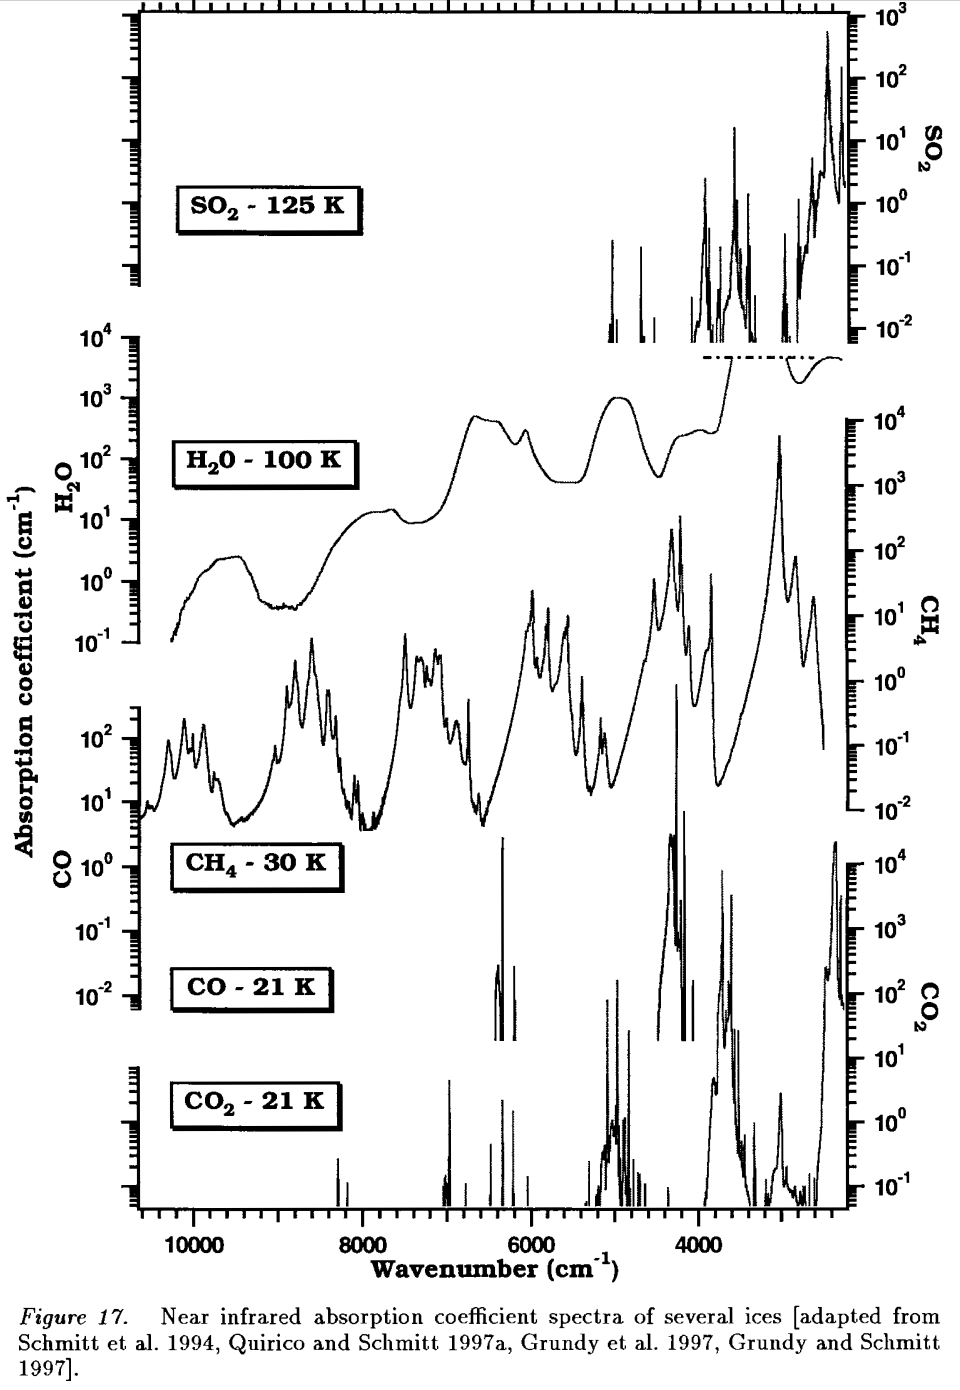 10³
10²
10¹
10⁰
10⁻¹
10⁻²
SO₂
SO₂ - 125 K
10⁴
10³
10²
10¹
10⁰
10⁻¹
H₂O
H₂0 - 100 K
10⁴
10³
10²
10¹
10⁰
10⁻¹
10⁻²
CH₄
Absorption coefficient (cm⁻¹)
10²
10¹
10⁰
10⁻¹
10⁻²
CO
CH₄ - 30 K
CO - 21 K
10⁴
10³
10²
10¹
10⁰
10⁻¹
CO₂
CO₂ - 21 K
10000 8000 6000 4000
Wavenumber (cm⁻¹)
Figure 17. Near infrared absorption coefficient spectra of several ices [adapted from
Schmitt et al. 1994, Quirico and Schmitt 1997a, Grundy et al. 1997, Grundy and Schmitt
1997].